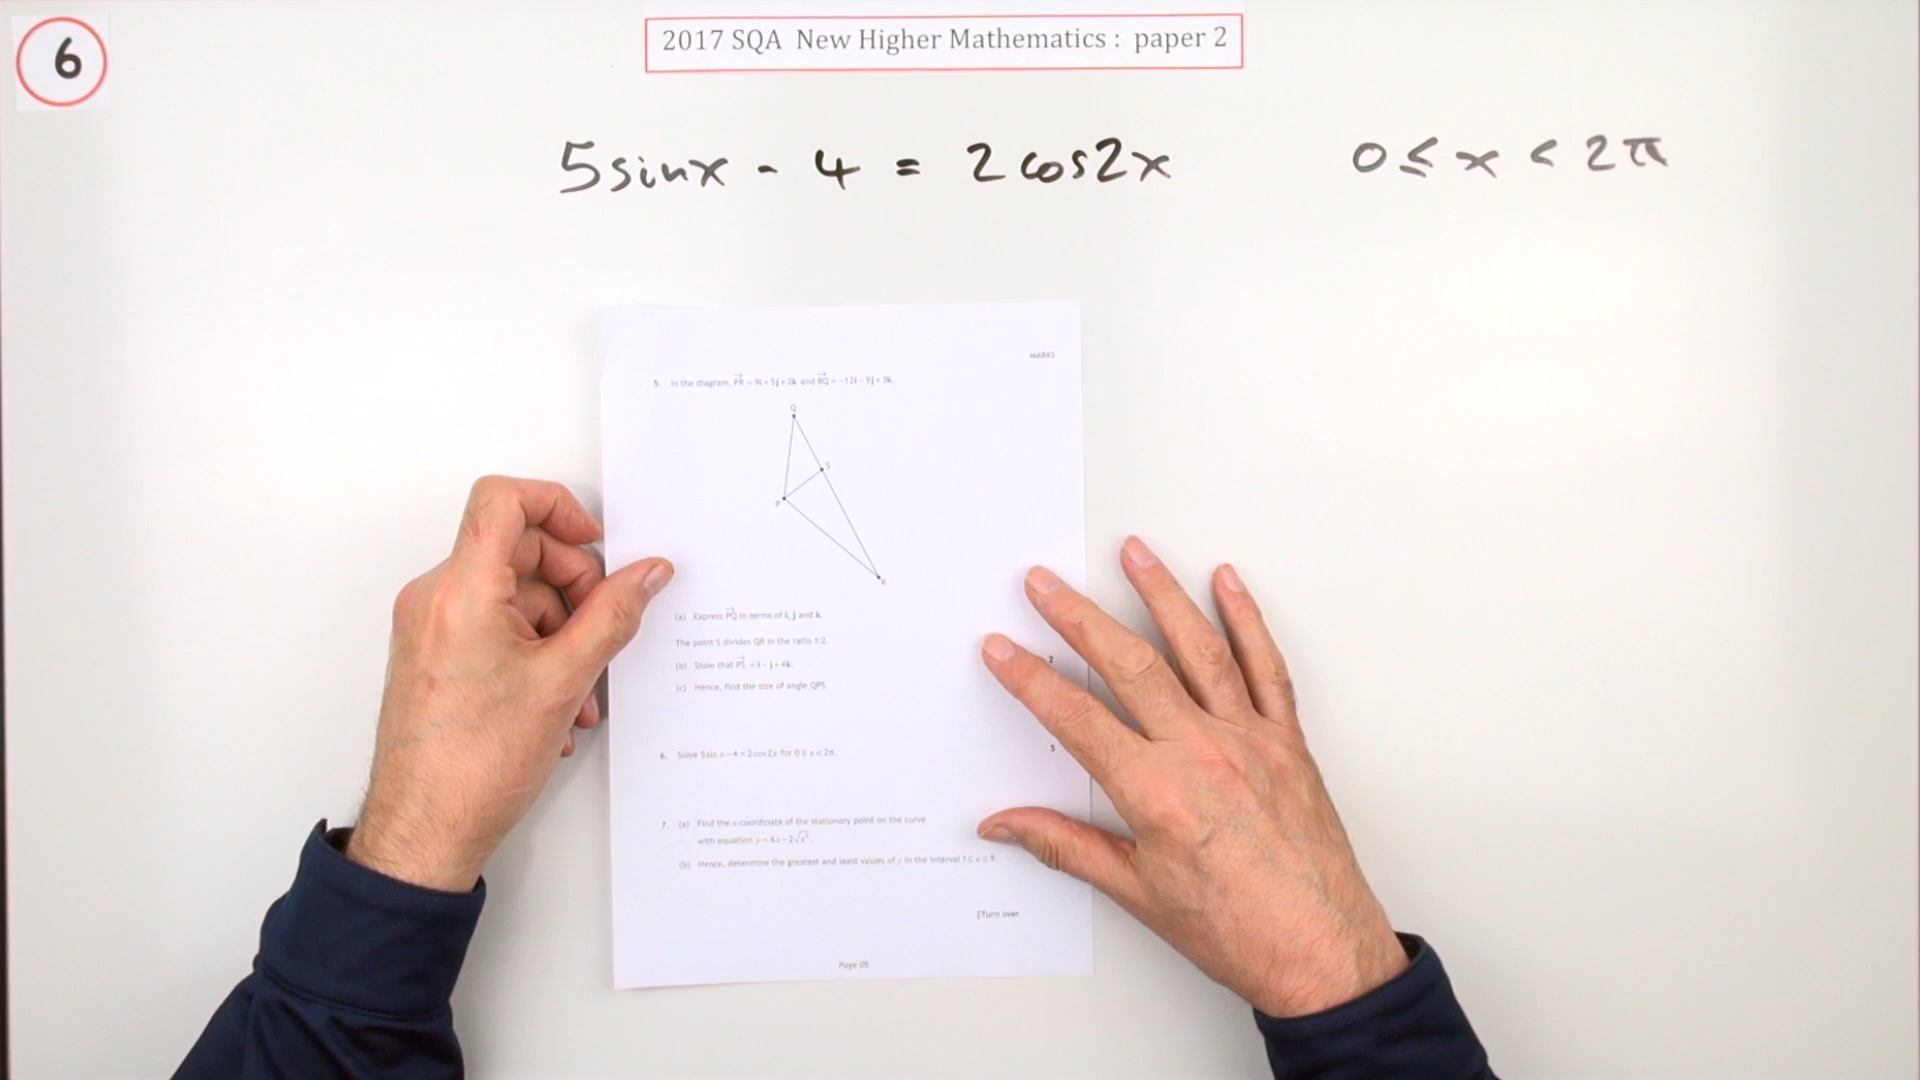 6
2017 SQA New Higher Mathematics : paper 2
5sinx - 4 = 2cos2x 0 ≤ x < 2π
MARKS
5. In the diagram, PR⃗ = 9i + 5j + 2k and RQ⃗ = −12i − 9j + 3k.
Q
S
P
R
(a) Express PQ⃗ in terms of i, j and k.
The point S divides QR in the ratio 1:2.
(b) Show that PS⃗ = i − j + 4k. 2
(c) Hence, find the size of angle QPS.
6. Solve 5sin x − 4 = 2cos2x for 0 ≤ x < 2π. 5
7. (a) Find the x-coordinate of the stationary point on the curve
with equation y = 6x − 2√x³.
(b) Hence, determine the greatest and least values of y in the interval 1 ≤ x ≤ 9.
[Turn over
Page 05